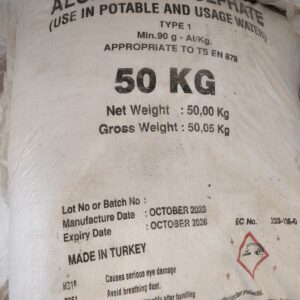 (USE IN POTABLE AND USAGE WATER)
TYPE 1
Min.90 g - Al/Kg.
APPROPRIATE TO TS EN 878
50 KG
Net Weight : 50,00 Kg
Gross Weight : 50,05 Kg
Lot No or Batch No :
Manufacture Date : OCTOBER 2023
Expiry Date : OCTOBER 2026
EC No.
MADE IN TURKEY
Causes serious eye damage
Avoid breathing dust.
after handling